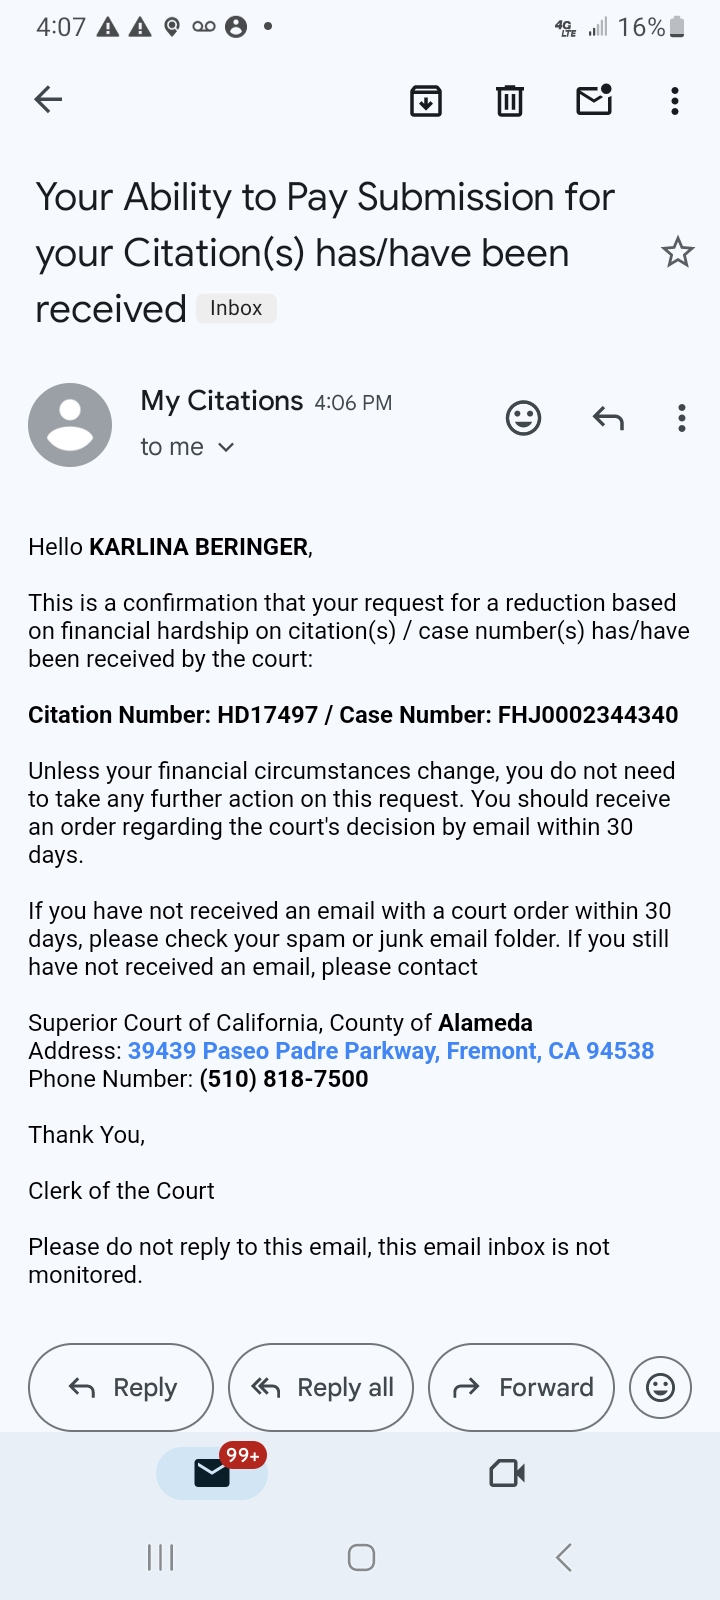 4:07
4G LTE 16%
Your Ability to Pay Submission for
your Citation(s) has/have been
received Inbox
My Citations 4:06 PM
to me
Hello KARLINA BERINGER,
This is a confirmation that your request for a reduction based
on financial hardship on citation(s) / case number(s) has/have
been received by the court:
Citation Number: HD17497 / Case Number: FHJ0002344340
Unless your financial circumstances change, you do not need
to take any further action on this request. You should receive
an order regarding the court's decision by email within 30
days.
If you have not received an email with a court order within 30
days, please check your spam or junk email folder. If you still
have not received an email, please contact
Superior Court of California, County of Alameda
Address: 39439 Paseo Padre Parkway, Fremont, CA 94538
Phone Number: (510) 818-7500
Thank You,
Clerk of the Court
Please do not reply to this email, this email inbox is not
monitored.
Reply Reply all Forward
99+